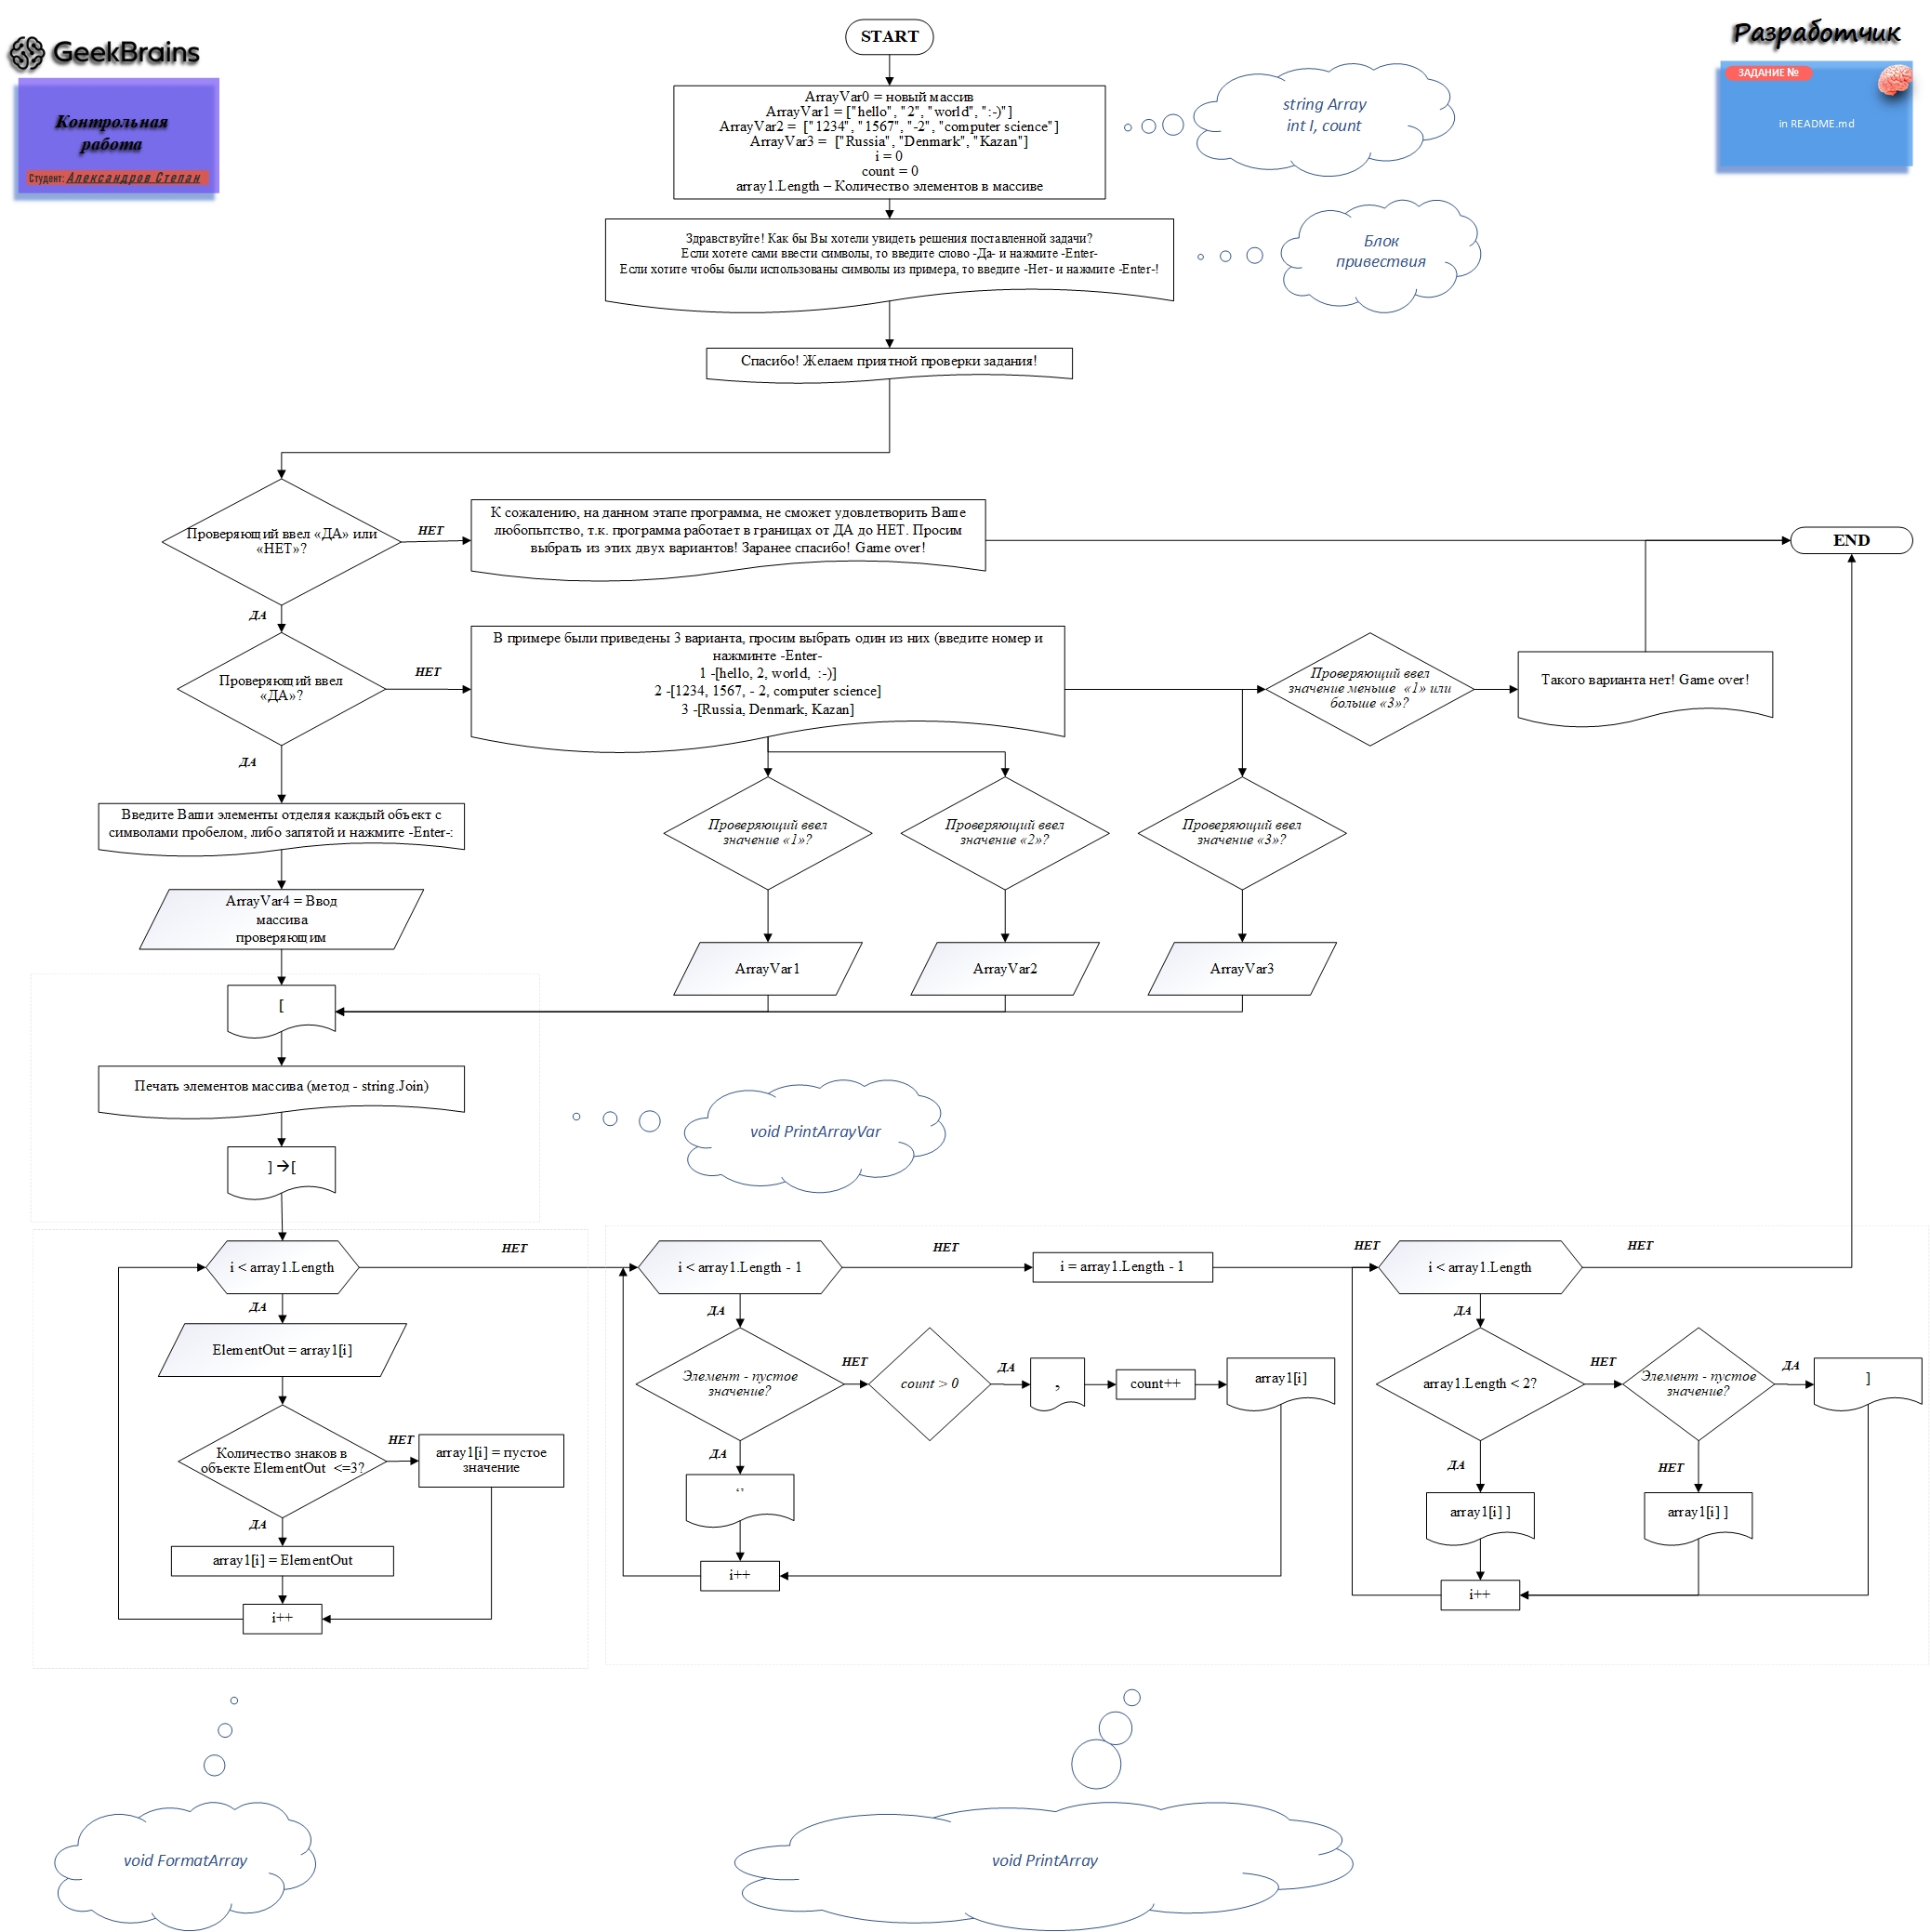 GeekBrains
Контрольная
работа
Студент: Александров Степан
Разработчик
ЗАДАНИЕ №
in README.md
START
ArrayVar0 = новый массив
ArrayVar1 = ["hello", "2", "world", ":-)"]
ArrayVar2 = ["1234", "1567", "-2", "computer science"]
ArrayVar3 = ["Russia", "Denmark", "Kazan"]
i = 0
count = 0
array1.Length – Количество элементов в массиве
string Array
int I, count
Здравствуйте! Как бы Вы хотели увидеть решения поставленной задачи?
Если хотете сами ввести символы, то введите слово -Да- и нажмите -Enter-
Если хотите чтобы были использованы символы из примера, то введите -Нет- и нажмите -Enter-!
Блок
привествия
Спасибо! Желаем приятной проверки задания!
Проверяющий ввел «ДА» или
«НЕТ»?
НЕТ
К сожалению, на данном этапе программа, не сможет удовлетворить Ваше
любопытство, т.к. программа работает в границах от ДА до НЕТ. Просим
выбрать из этих двух вариантов! Заранее спасибо! Game over!
END
ДА
Проверяющий ввел
«ДА»?
НЕТ
В примере были приведены 3 варианта, просим выбрать один из них (введите номер и
нажминте -Enter-
1 -[hello, 2, world, :-)]
2 -[1234, 1567, - 2, computer science]
3 -[Russia, Denmark, Kazan]
Проверяющий ввел
значение меньше «1» или
больше «3»?
Такого варианта нет! Game over!
ДА
Введите Ваши элементы отделяя каждый объект с
символами пробелом, либо запятой и нажмите -Enter-:
Проверяющий ввел
значение «1»?
Проверяющий ввел
значение «2»?
Проверяющий ввел
значение «3»?
ArrayVar4 = Ввод
массива
проверяющим
ArrayVar1
ArrayVar2
ArrayVar3
[
Печать элементов массива (метод - string.Join)
] →[
void PrintArrayVar
i < array1.Length
НЕТ
i < array1.Length - 1
НЕТ
i = array1.Length - 1
НЕТ
i < array1.Length
НЕТ
ДА
ElementOut = array1[i]
Количество знаков в
объекте ElementOut <=3?
НЕТ
array1[i] = пустое
значение
ДА
array1[i] = ElementOut
i++
ДА
Элемент - пустое
значение?
НЕТ
count > 0
ДА
,
count++
array1[i]
ДА
‘’
i++
ДА
array1.Length < 2?
НЕТ
Элемент - пустое
значение?
ДА
]
ДА
array1[i] ]
НЕТ
array1[i] ]
i++
void FormatArray
void PrintArray